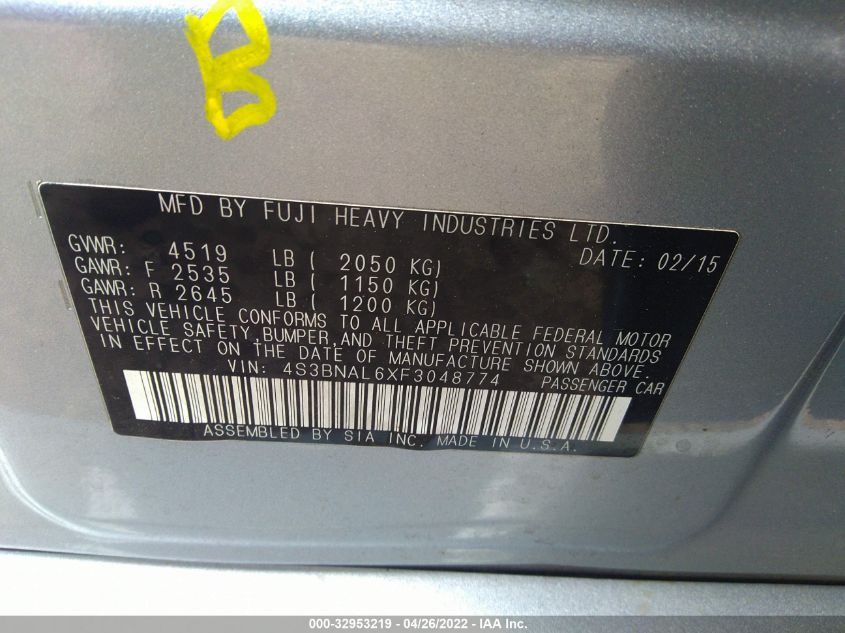 B
MFD BY FUJI HEAVY INDUSTRIES LTD.
GVWR: 4519 LB ( 2050 KG) DATE: 02/15
GAWR: F 2535 LB ( 1150 KG)
GAWR: R 2645 LB ( 1200 KG)
THIS VEHICLE CONFORMS TO ALL APPLICABLE FEDERAL MOTOR
VEHICLE SAFETY,BUMPER,AND THEFT PREVENTION STANDARDS
IN EFFECT ON THE DATE OF MANUFACTURE SHOWN ABOVE.
VIN: 4S3BNAL6XF3048774 PASSENGER CAR
ASSEMBLED BY SIA INC. MADE IN U.S.A.
000-32953219 - 04/26/2022 - IAA Inc.